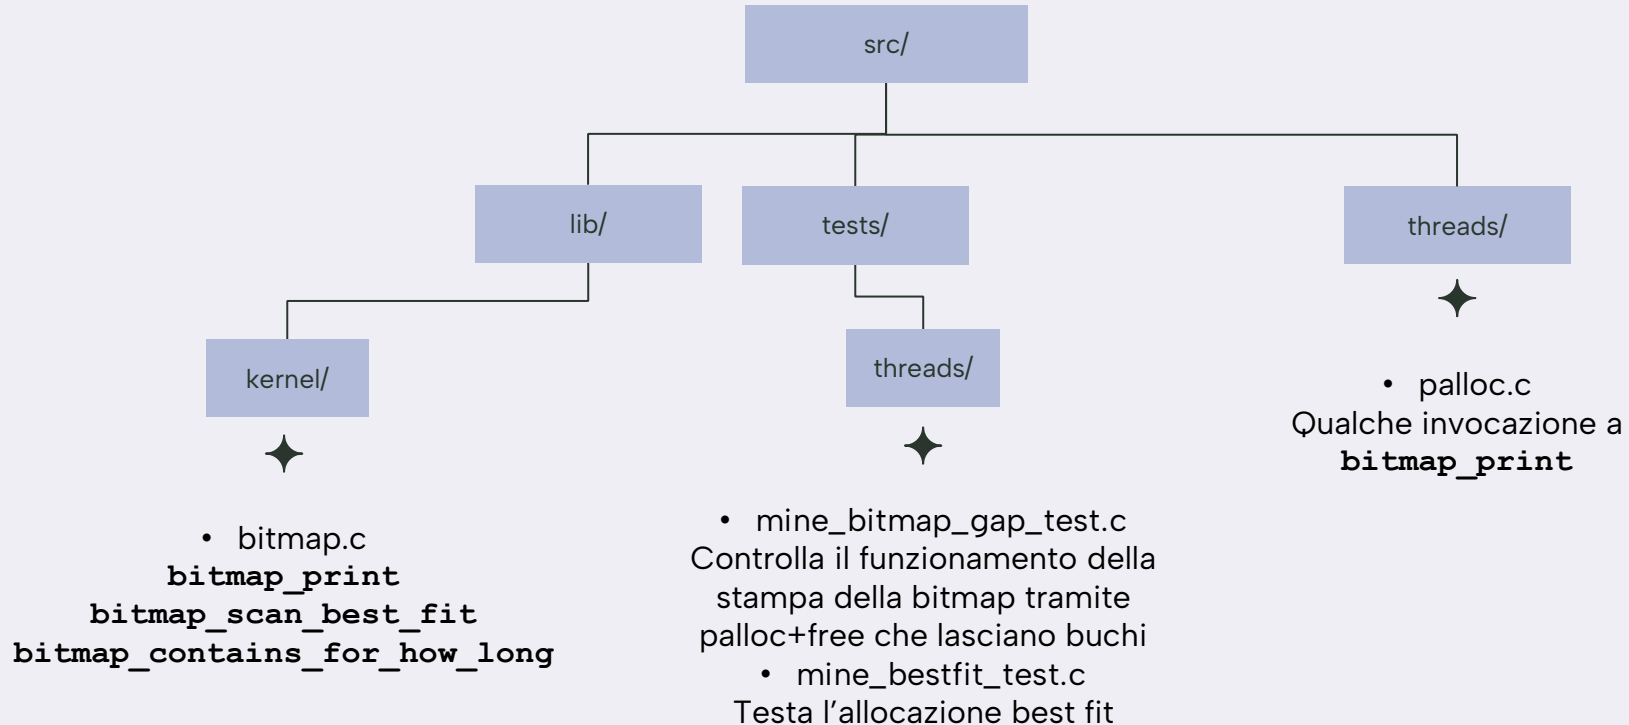 src/
lib/
tests/
threads/
kernel/
threads/
• bitmap.c
bitmap_print
bitmap_scan_best_fit
bitmap_contains_for_how_long
• mine_bitmap_gap_test.c
Controlla il funzionamento della
stampa della bitmap tramite
palloc+free che lasciano buchi
• mine_bestfit_test.c
Testa l’allocazione best fit
• palloc.c
Qualche invocazione a
bitmap_print